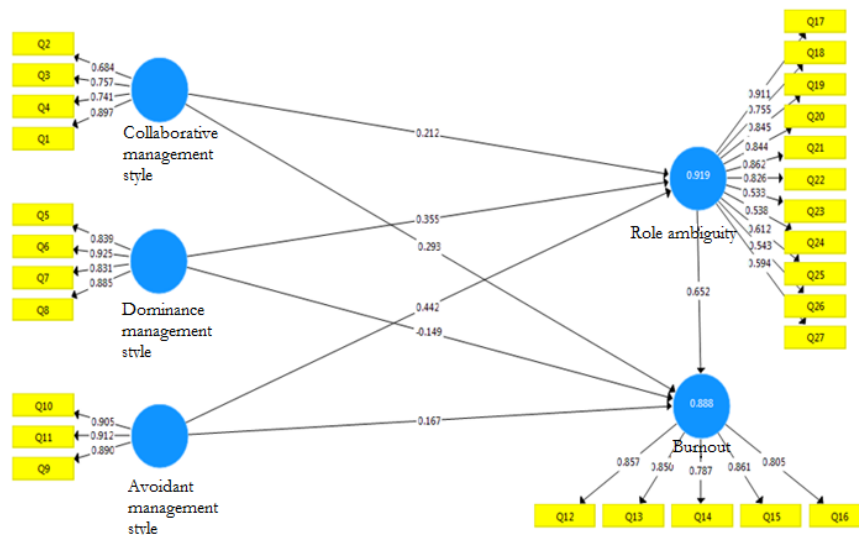 Q2
Q3
Q4
Q1
0.684
0.757
0.741
0.897
Collaborative
management
style
Q5
Q6
Q7
Q8
0.839
0.925
0.831
0.885
Dominance
management
style
Q10
Q11
Q9
0.905
0.912
0.890
Avoidant
management
style
0.212
0.355
0.293
0.442
-0.149
0.167
0.652
0.919
Role ambiguity
0.911
0.755
0.845
0.844
0.862
0.826
0.533
0.538
0.612
0.543
0.594
Q17
Q18
Q19
Q20
Q21
Q22
Q23
Q24
Q25
Q26
Q27
0.888
Burnout
0.857
0.850
0.787
0.861
0.805
Q12
Q13
Q14
Q15
Q16